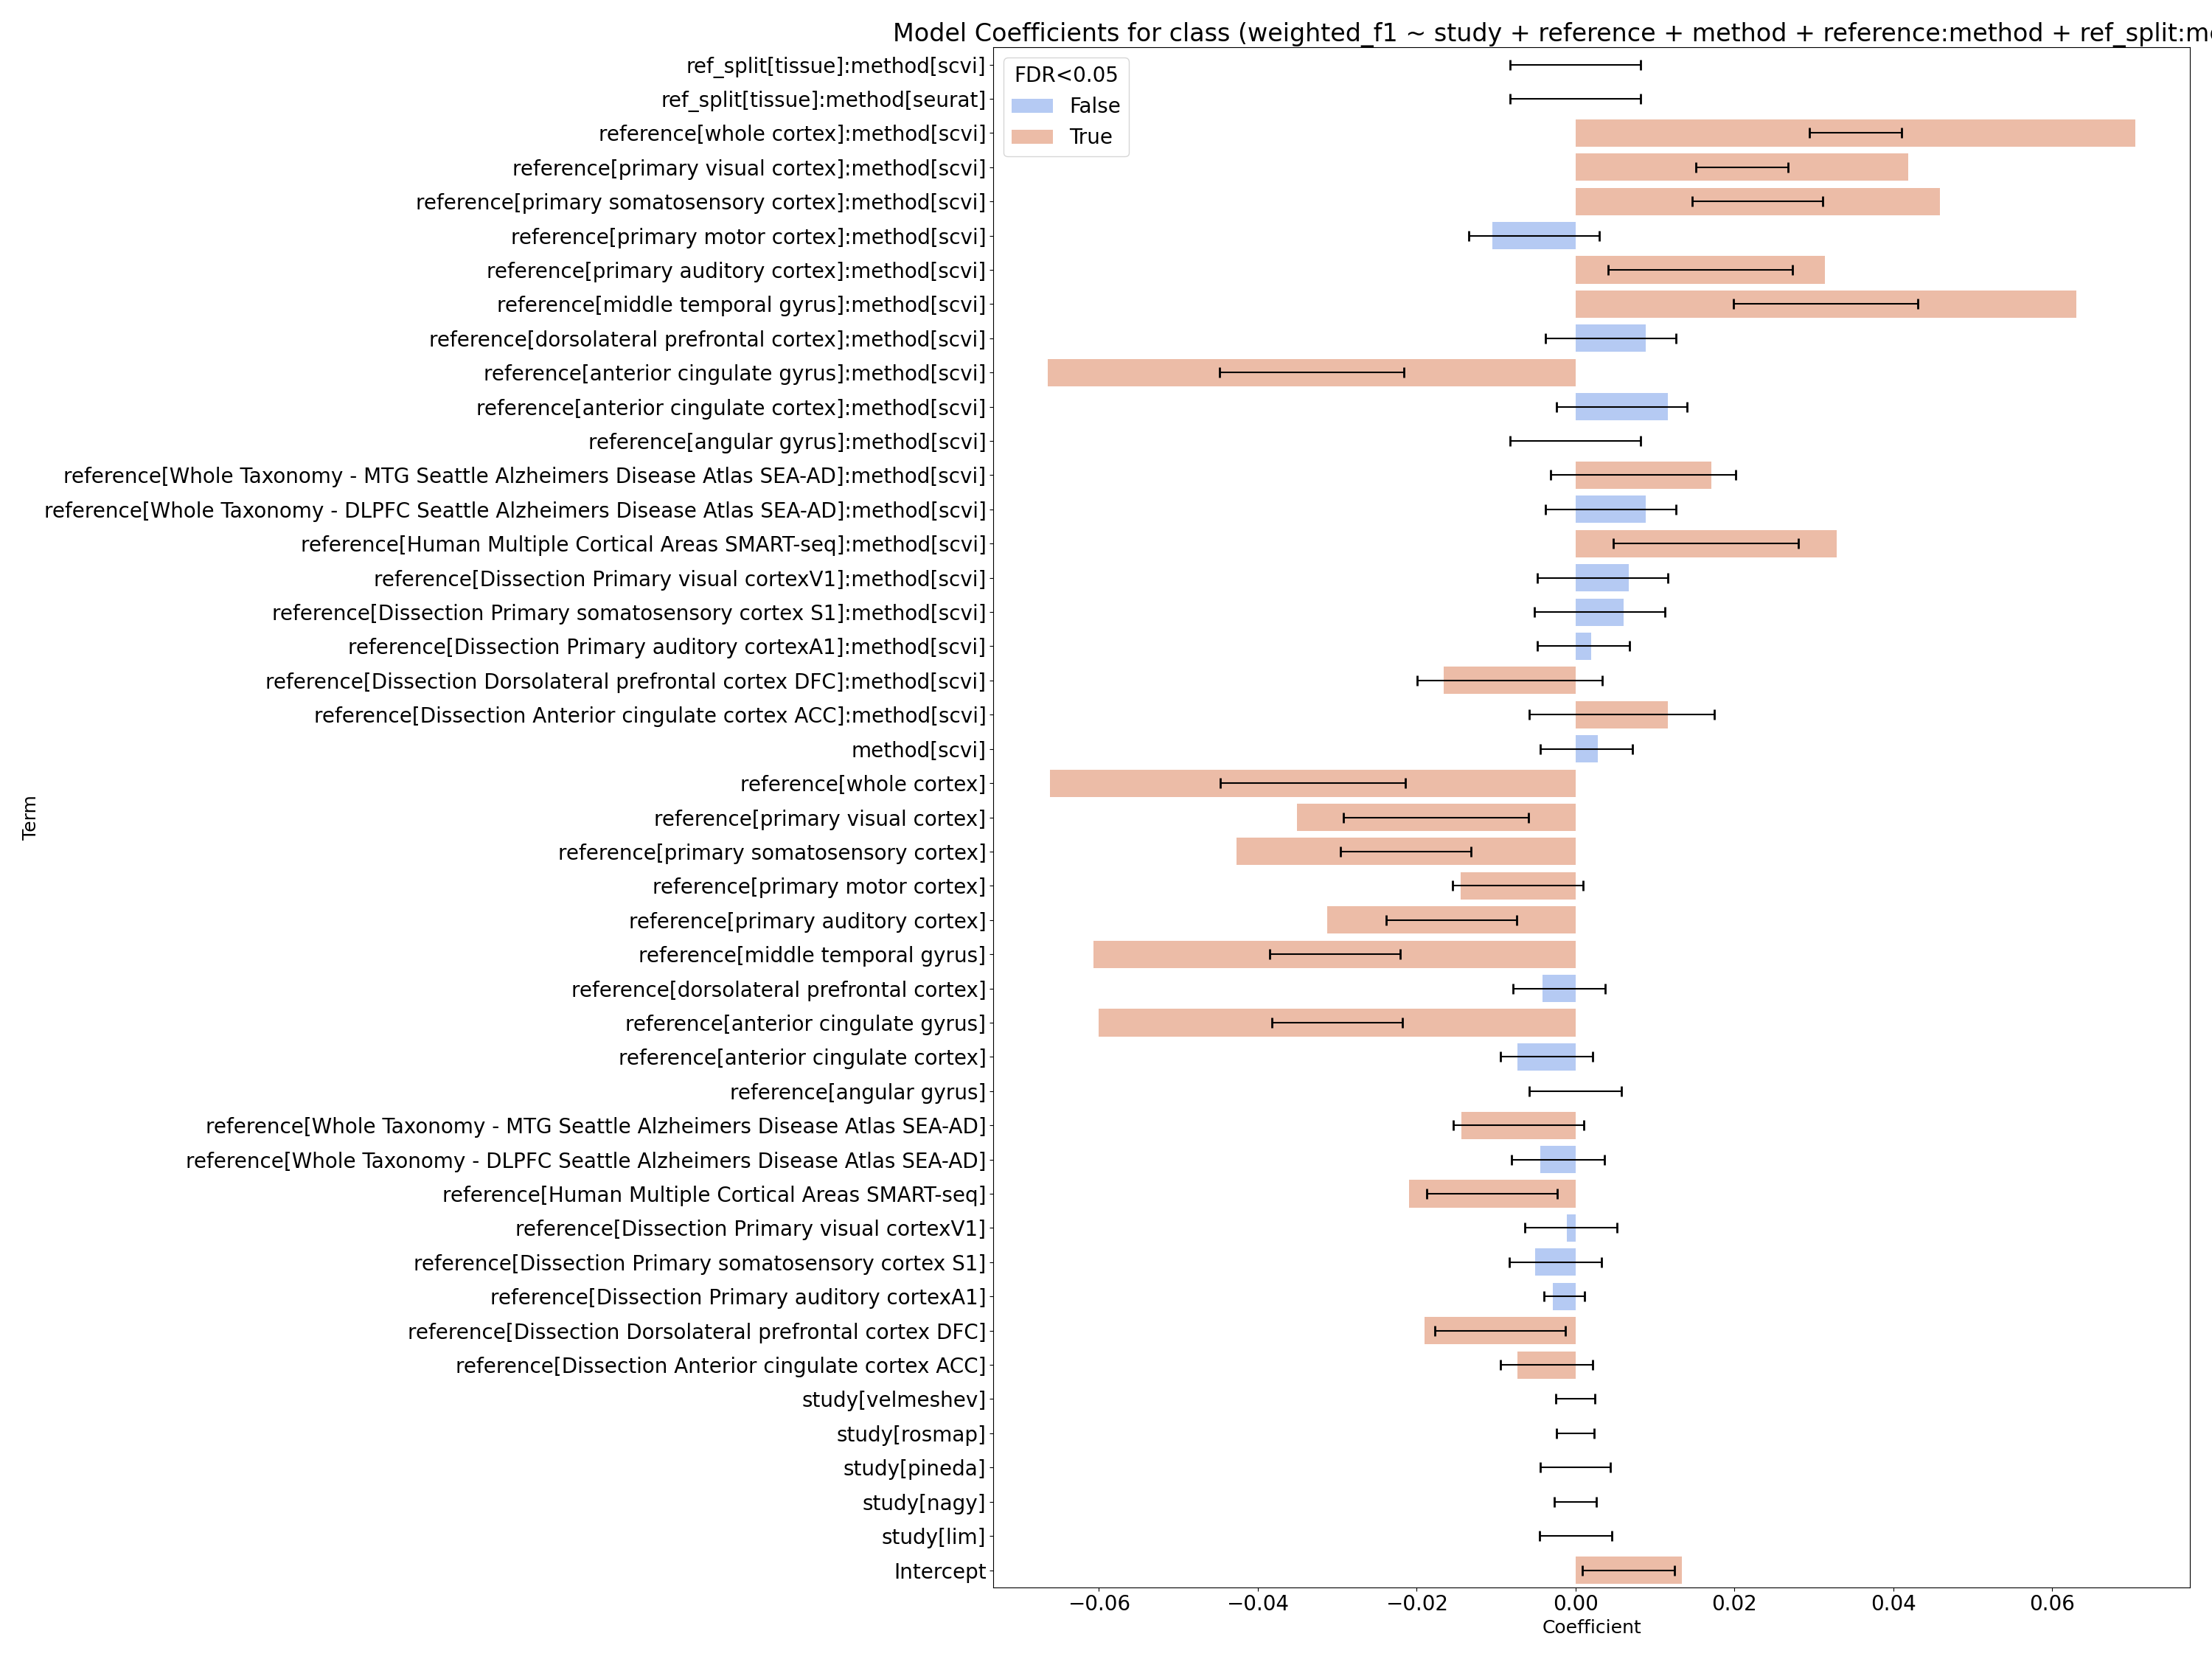 Model Coefficients for class (weighted_f1 ~ study + reference + method + reference:method + ref_split:m
FDR<0.05
False
True
ref_split[tissue]:method[scvi]
ref_split[tissue]:method[seurat]
reference[whole cortex]:method[scvi]
reference[primary visual cortex]:method[scvi]
reference[primary somatosensory cortex]:method[scvi]
reference[primary motor cortex]:method[scvi]
reference[primary auditory cortex]:method[scvi]
reference[middle temporal gyrus]:method[scvi]
reference[dorsolateral prefrontal cortex]:method[scvi]
reference[anterior cingulate gyrus]:method[scvi]
reference[anterior cingulate cortex]:method[scvi]
reference[angular gyrus]:method[scvi]
reference[Whole Taxonomy - MTG Seattle Alzheimers Disease Atlas SEA-AD]:method[scvi]
reference[Whole Taxonomy - DLPFC Seattle Alzheimers Disease Atlas SEA-AD]:method[scvi]
reference[Human Multiple Cortical Areas SMART-seq]:method[scvi]
reference[Dissection Primary visual cortexV1]:method[scvi]
reference[Dissection Primary somatosensory cortex S1]:method[scvi]
reference[Dissection Primary auditory cortexA1]:method[scvi]
reference[Dissection Dorsolateral prefrontal cortex DFC]:method[scvi]
reference[Dissection Anterior cingulate cortex ACC]:method[scvi]
method[scvi]
reference[whole cortex]
reference[primary visual cortex]
reference[primary somatosensory cortex]
reference[primary motor cortex]
reference[primary auditory cortex]
reference[middle temporal gyrus]
reference[dorsolateral prefrontal cortex]
reference[anterior cingulate gyrus]
reference[anterior cingulate cortex]
reference[angular gyrus]
reference[Whole Taxonomy - MTG Seattle Alzheimers Disease Atlas SEA-AD]
reference[Whole Taxonomy - DLPFC Seattle Alzheimers Disease Atlas SEA-AD]
reference[Human Multiple Cortical Areas SMART-seq]
reference[Dissection Primary visual cortexV1]
reference[Dissection Primary somatosensory cortex S1]
reference[Dissection Primary auditory cortexA1]
reference[Dissection Dorsolateral prefrontal cortex DFC]
reference[Dissection Anterior cingulate cortex ACC]
study[velmeshev]
study[rosmap]
study[pineda]
study[nagy]
study[lim]
Intercept
Term
−0.06 −0.04 −0.02 0.00 0.02 0.04 0.06
Coefficient